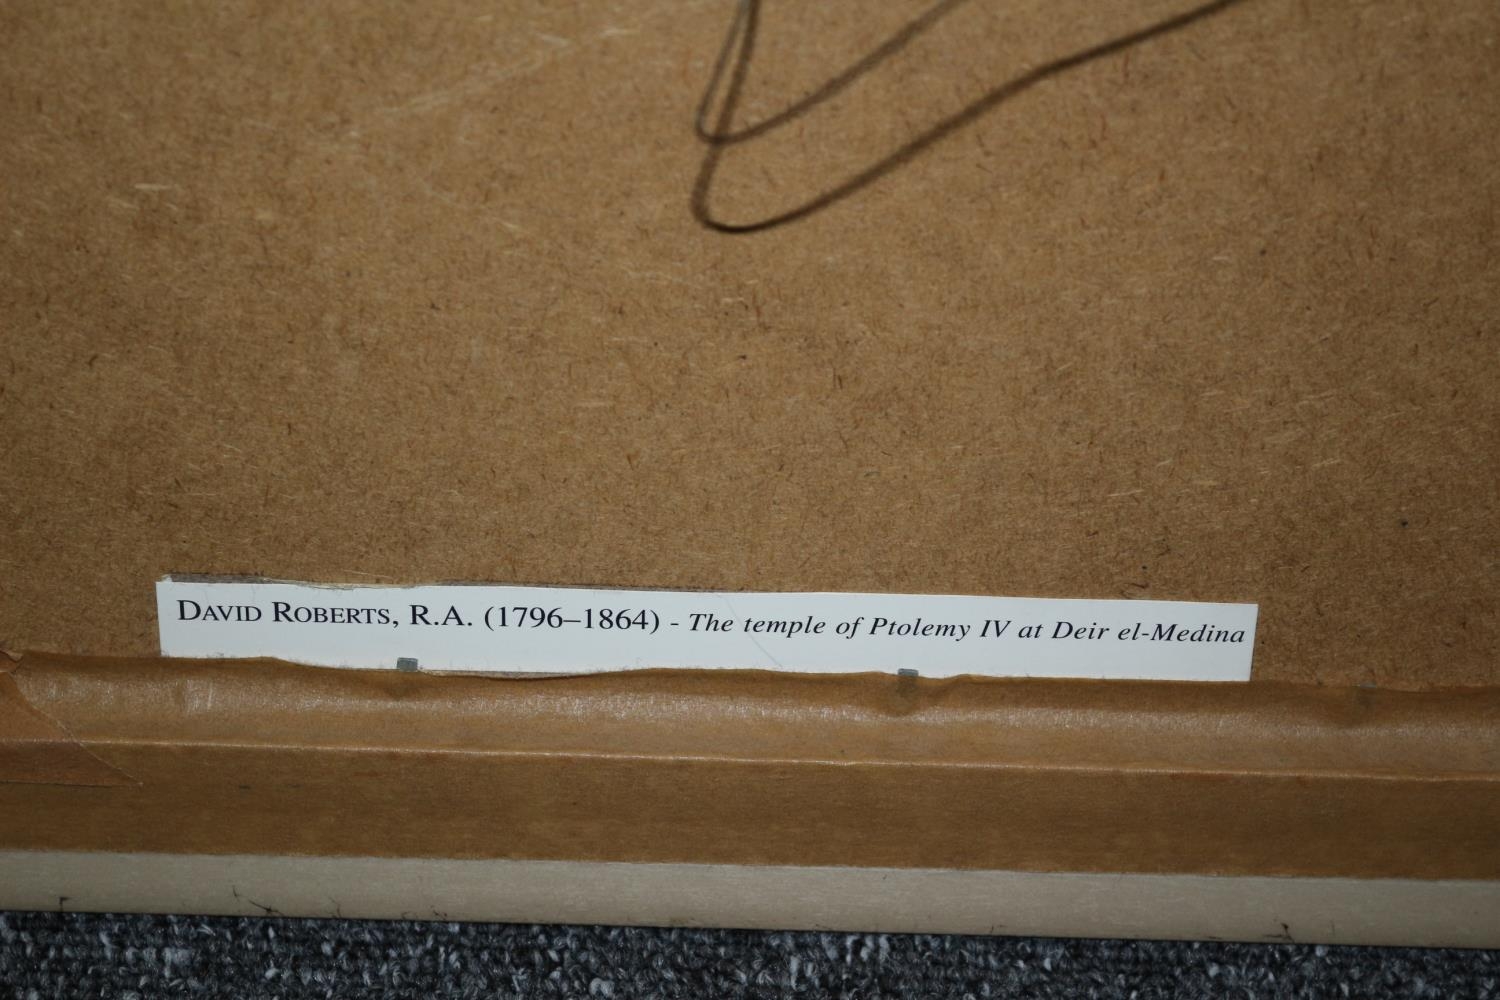 DAVID ROBERTS, R.A. (1796–1864) - The temple of Ptolemy IV at Deir el-Medina